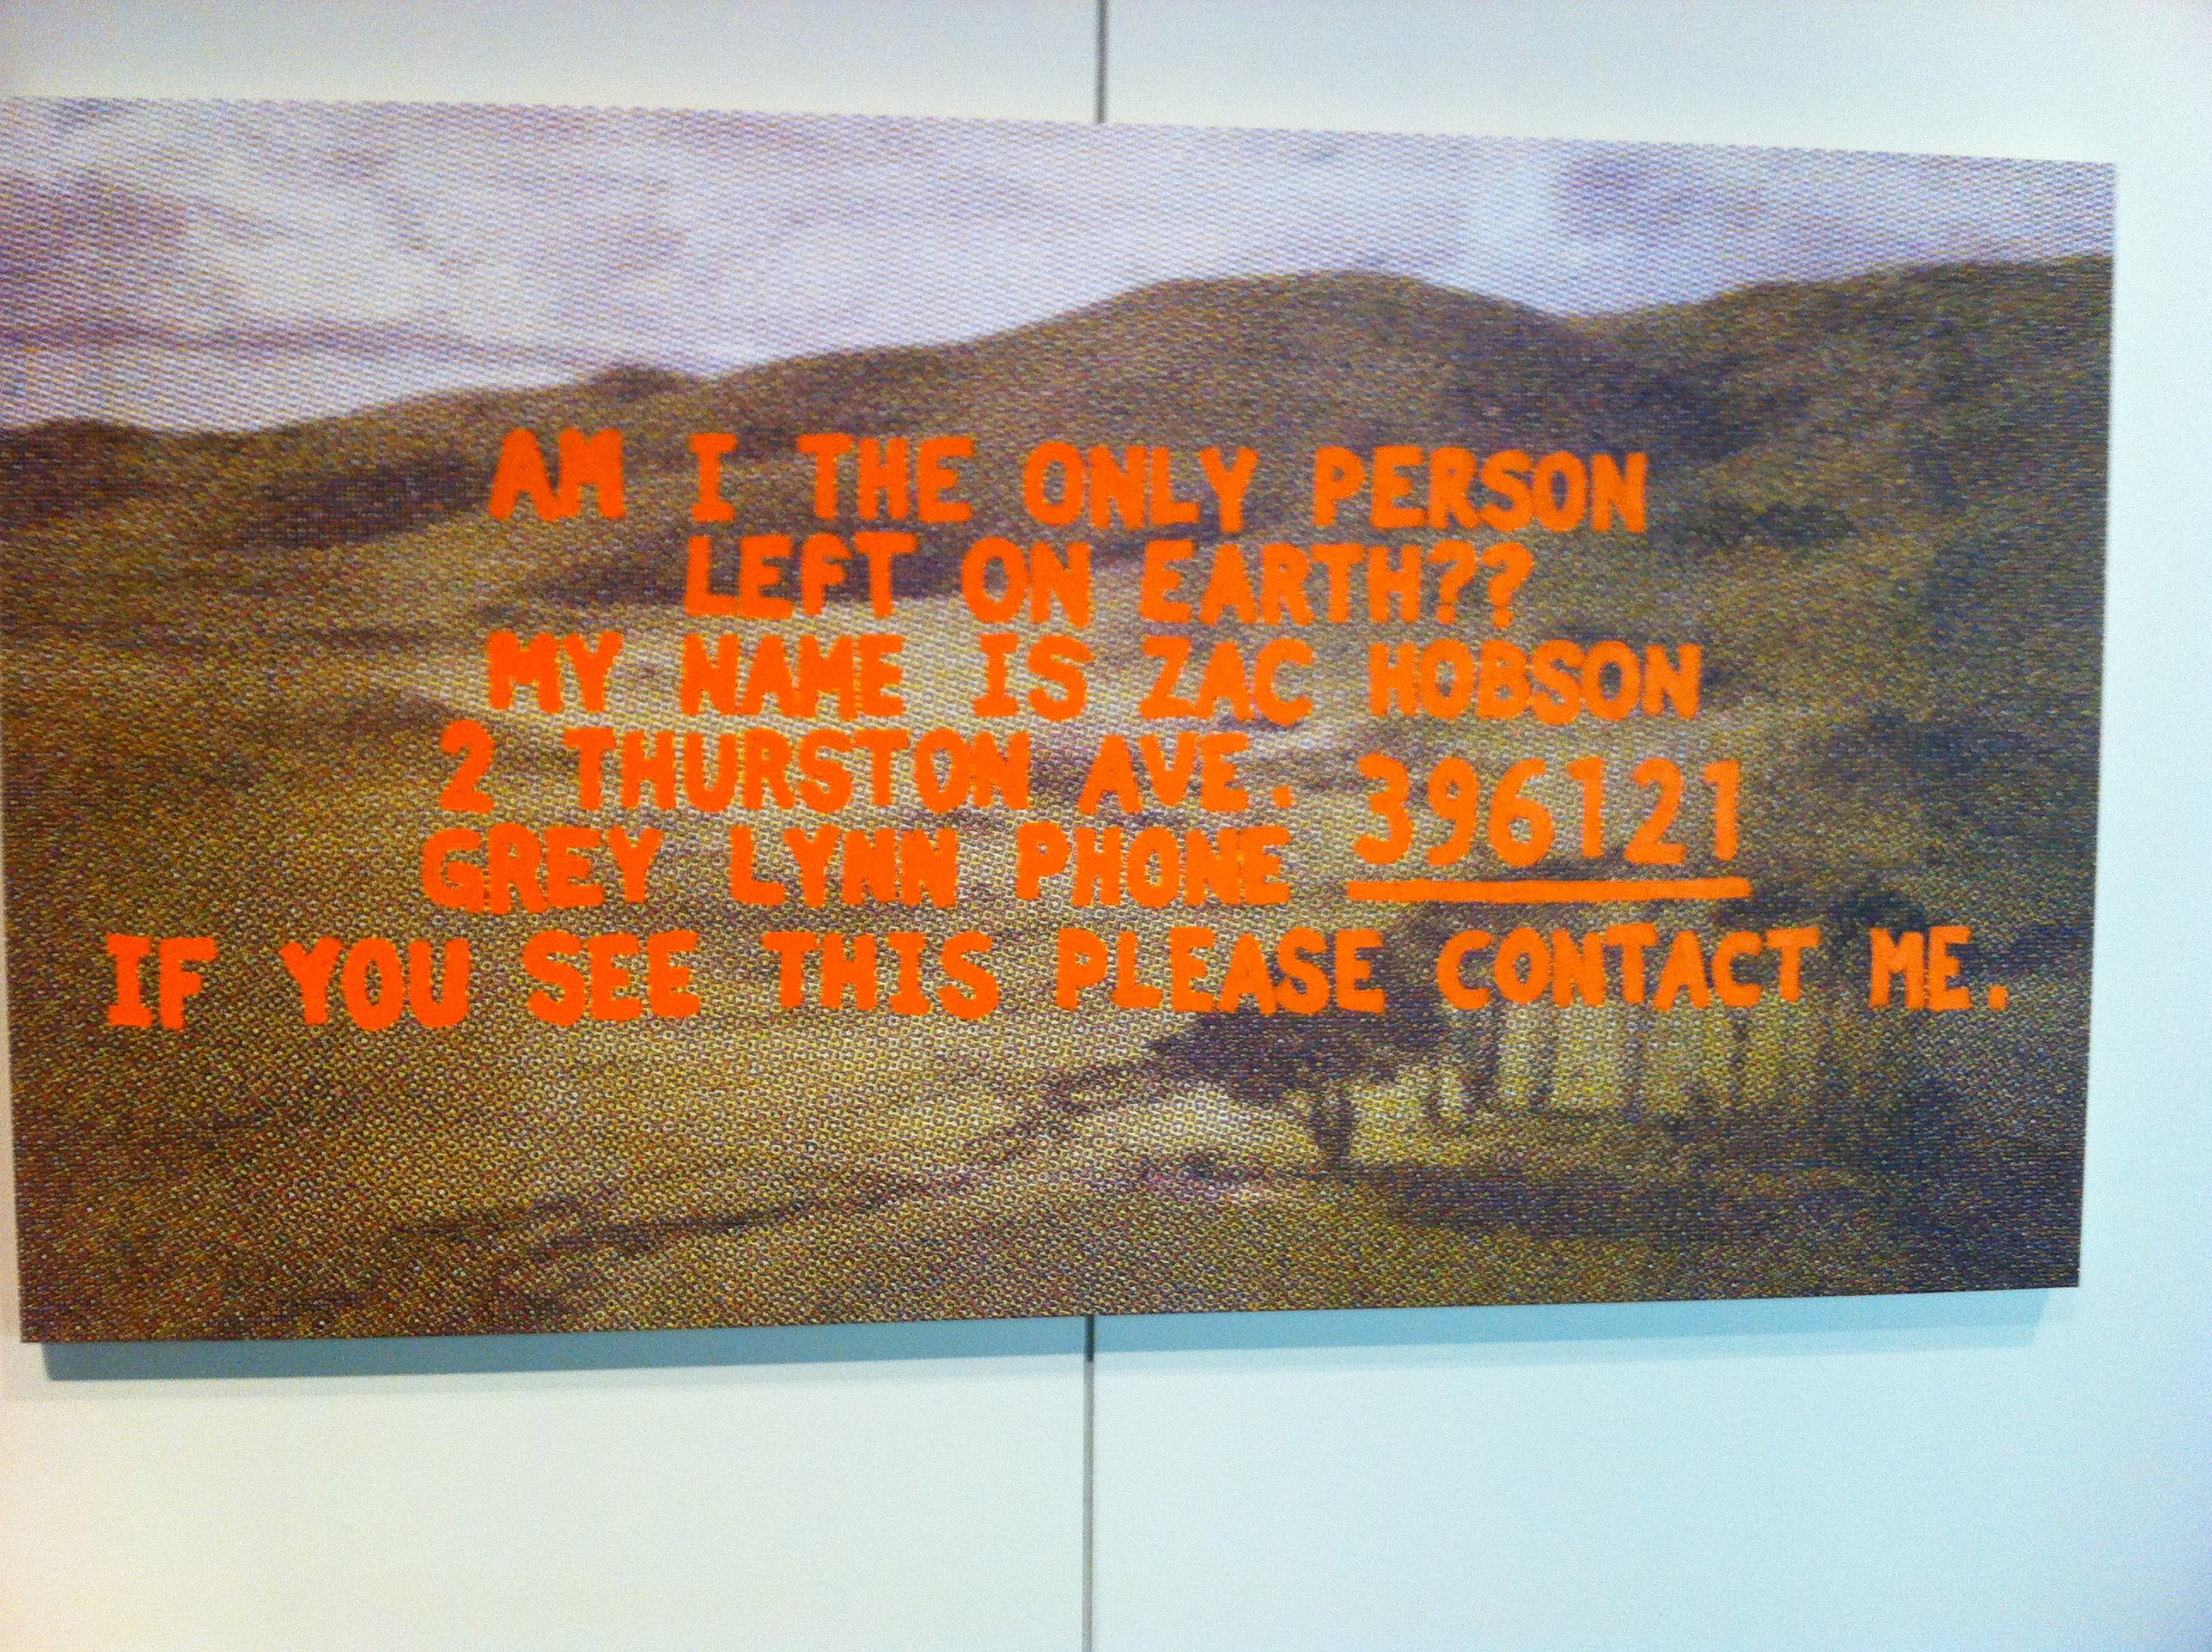 AM I THE ONLY PERSON
LEFT ON EARTH??
MY NAME IS ZAC HOBSON
2 THURSTON AVE.
GREY LYNN PHONE 396121
IF YOU SEE THIS PLEASE CONTACT ME.